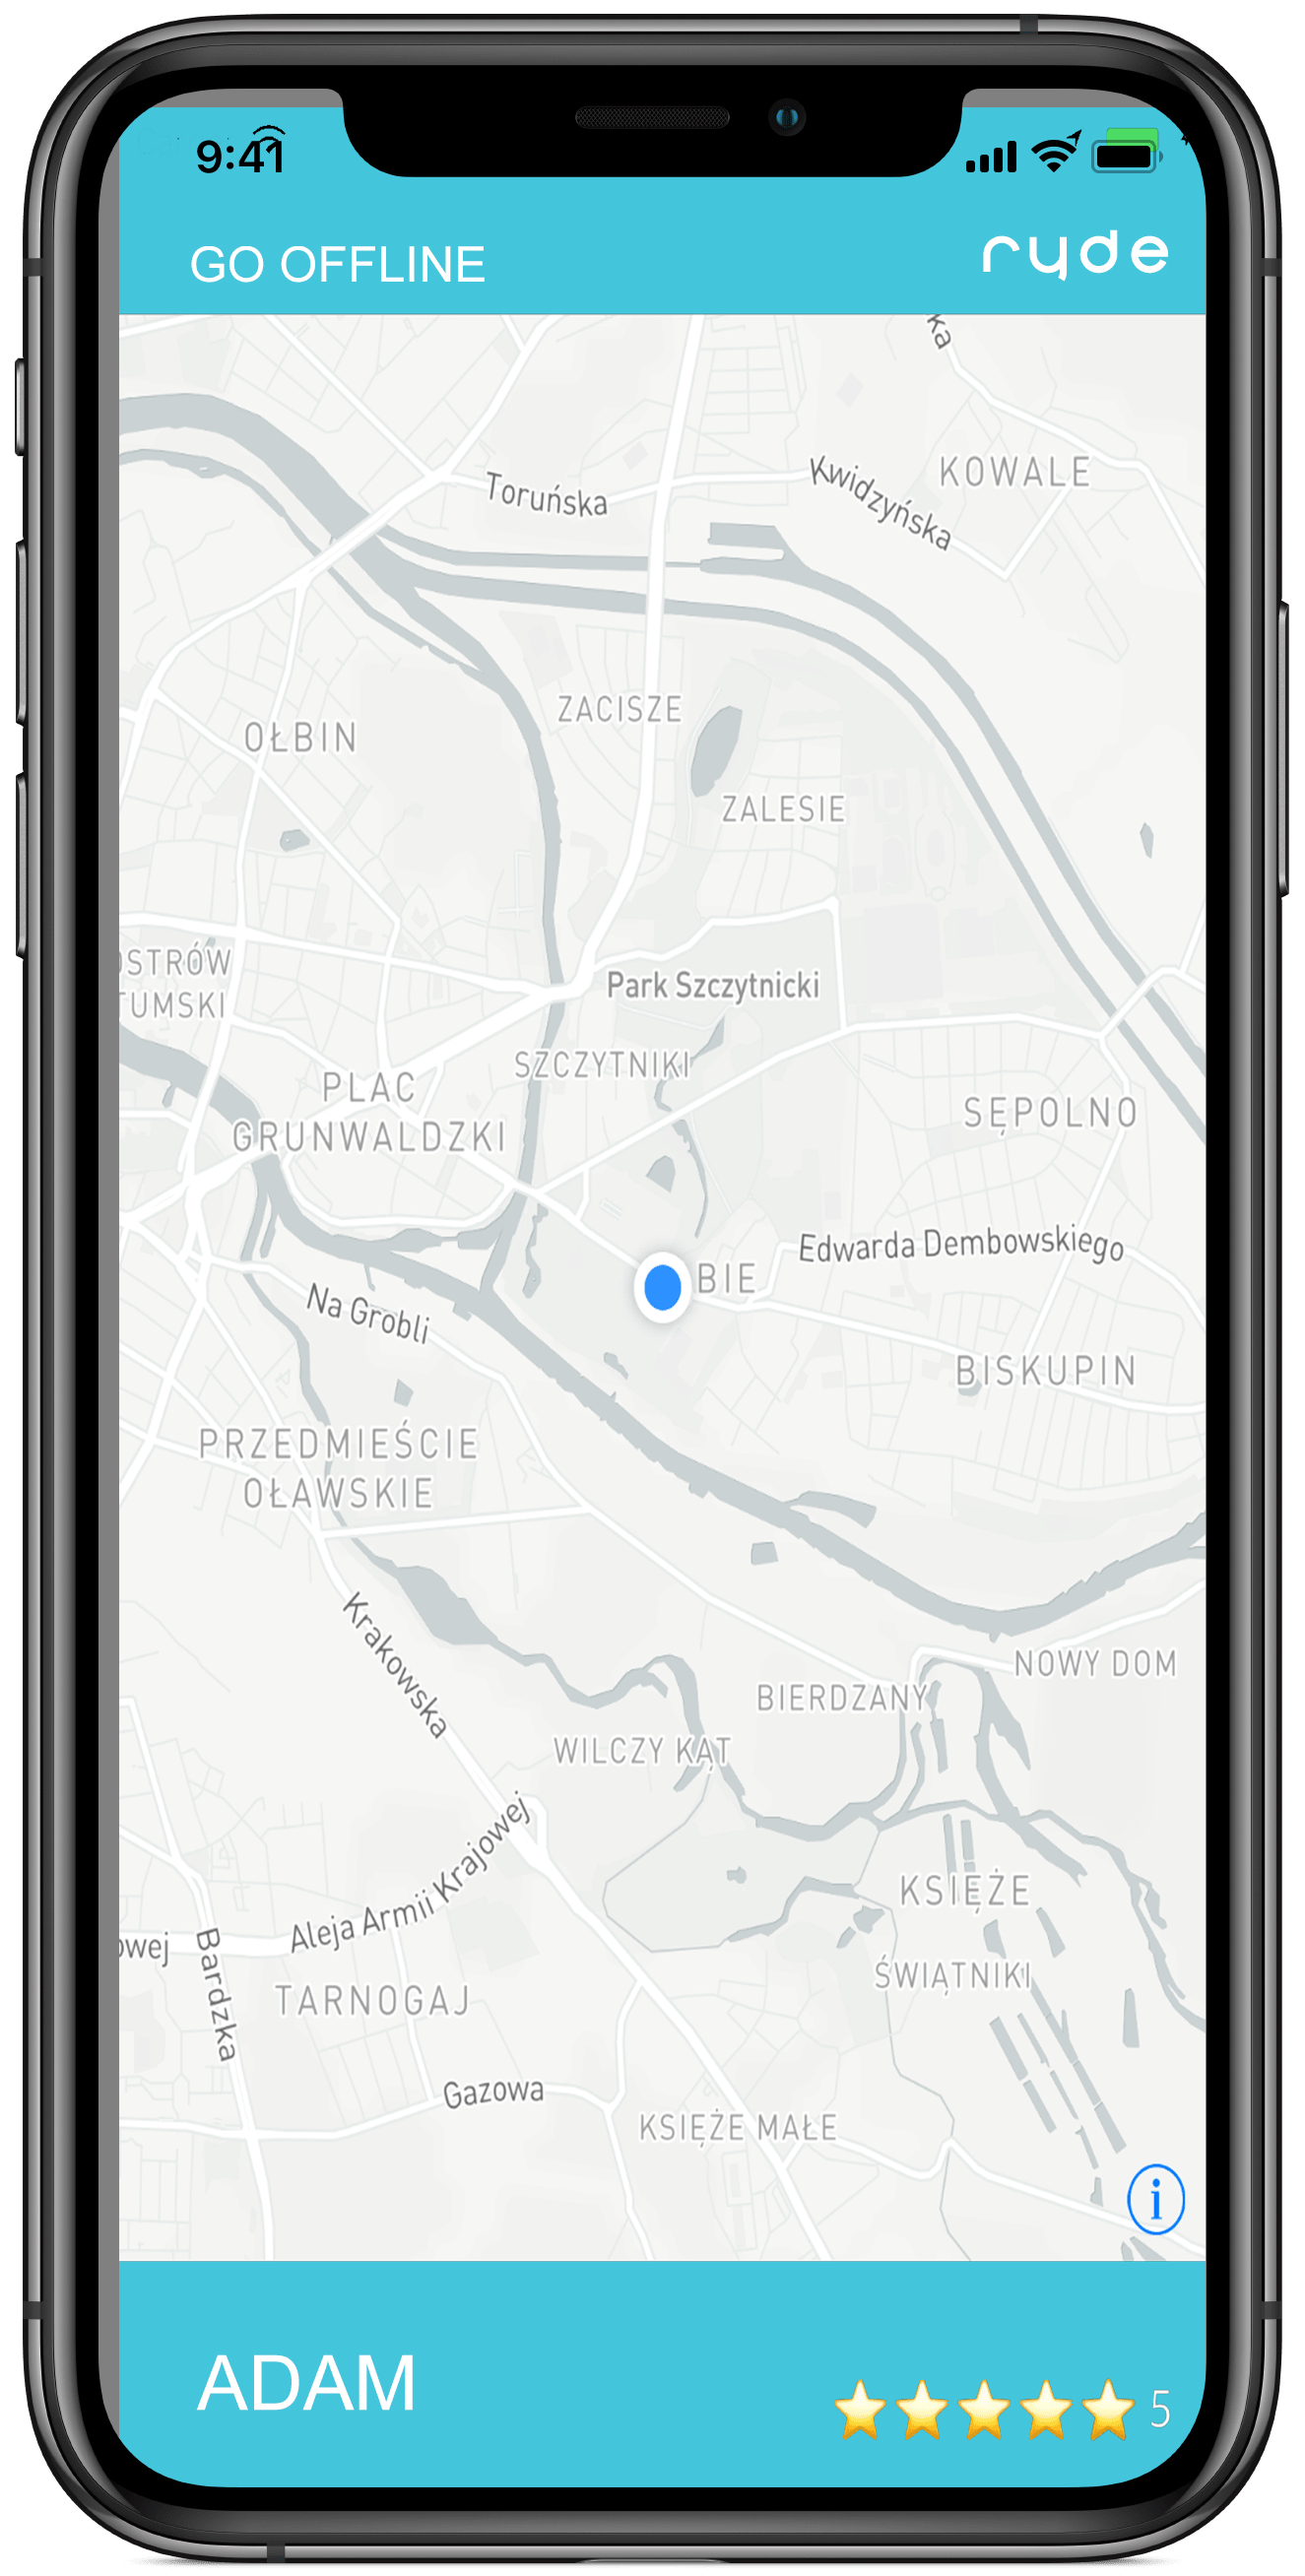 9:41
GO OFFLINE
ryde
ka
Toruńska
Kwidzyńska
KOWALE
ZACISZE
OŁBIN
ZALESIE
OSTRÓW
TUMSKI
Park Szczytnicki
SZCZYTNIKI
PLAC
GRUNWALDZKI
SĘPOLNO
Edwarda Dembowskiego
BIE
Na Grobli
BISKUPIN
PRZEDMIEŚCIE
OŁAWSKIE
Krakowska
NOWY DOM
BIERDZANY
WILCZY KĄT
Aleja Armii Krajowej
KSIĘŻE
owej
Bardzka
ŚWIĄTNIKI
TARNOGAJ
Gazowa
KSIĘŻE MAŁE
i
ADAM
5